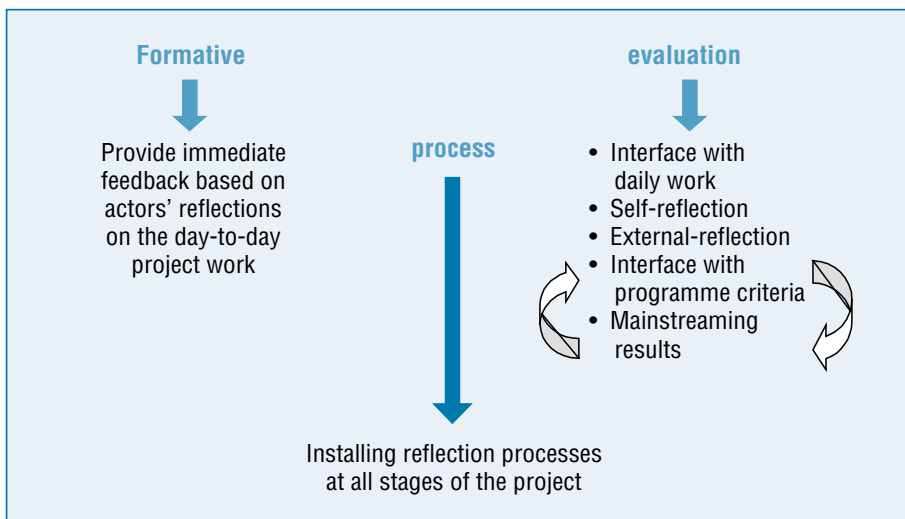 Formative
Provide immediate
feedback based on
actors’ reflections
on the day-to-day
project work
process
Installing reflection processes
at all stages of the project
evaluation
• Interface with
daily work
• Self-reflection
• External-reflection
• Interface with
programme criteria
• Mainstreaming
results